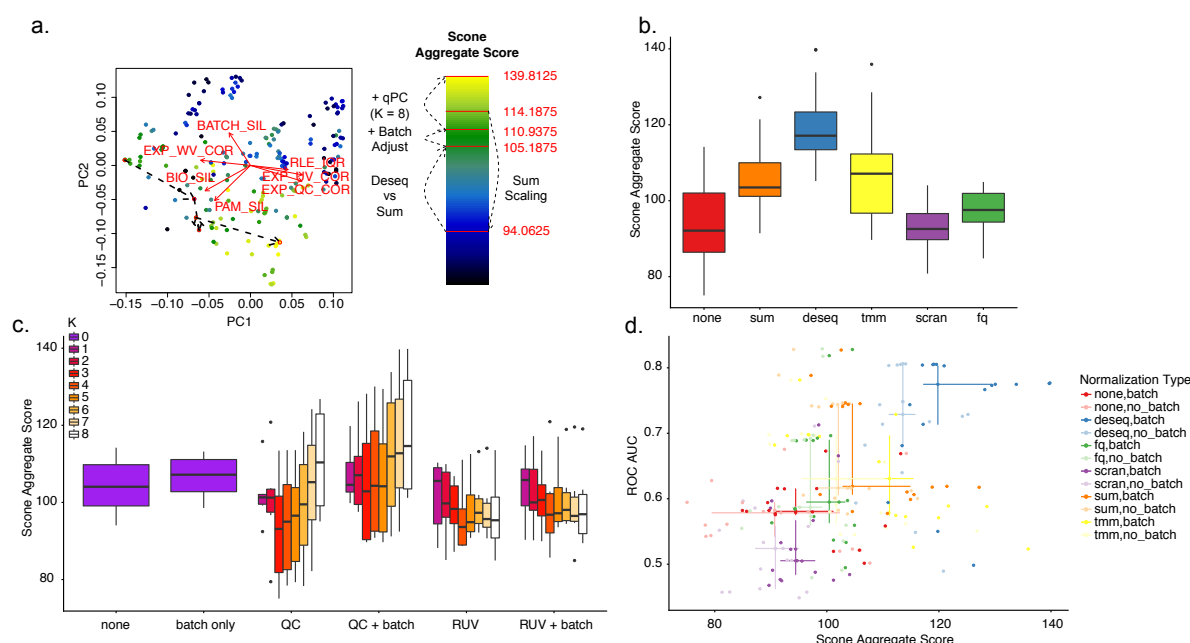 a.
Scone
Aggregate Score
PC2
0.10
0.05
0.00
−0.05
−0.10
−0.15
BATCH_SIL
EXP_WV_COR
RLE_IQR
EXP_UV_COR
EXP_QC_COR
BIO_SIL
PAM_SIL
−0.15
−0.10
−0.05
0.00
0.05
0.10
PC1
+ qPC
(K = 8)
+ Batch
Adjust
Deseq
vs
Sum
139.8125
114.1875
110.9375
105.1875
94.0625
Sum
Scaling
b.
Scone Aggregate Score
140
120
100
80
none
sum
deseq
tmm
scran
fq
c.
K
0
1
2
3
4
5
6
7
8
Scone Aggregate Score
140
120
100
80
none
batch only
QC
QC + batch
RUV
RUV + batch
d.
ROC AUC
0.8
0.7
0.6
0.5
80
100
120
140
Scone Aggregate Score
Normalization Type
none,batch
none,no_batch
deseq,batch
deseq,no_batch
fq,batch
fq,no_batch
scran,no_batch
scran,batch
sum,batch
sum,no_batch
tmm,batch
tmm,no_batch